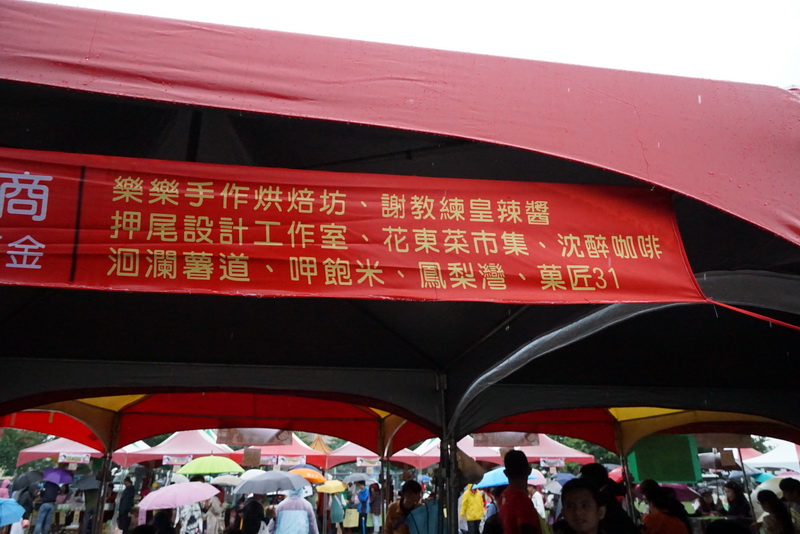 商
金
樂樂手作烘焙坊、謝教練皇辣醬
押尾設計工作室、花東菜市集、沈醉咖啡
洄瀾薯道、呷飽米、鳳梨灣、菓匠31